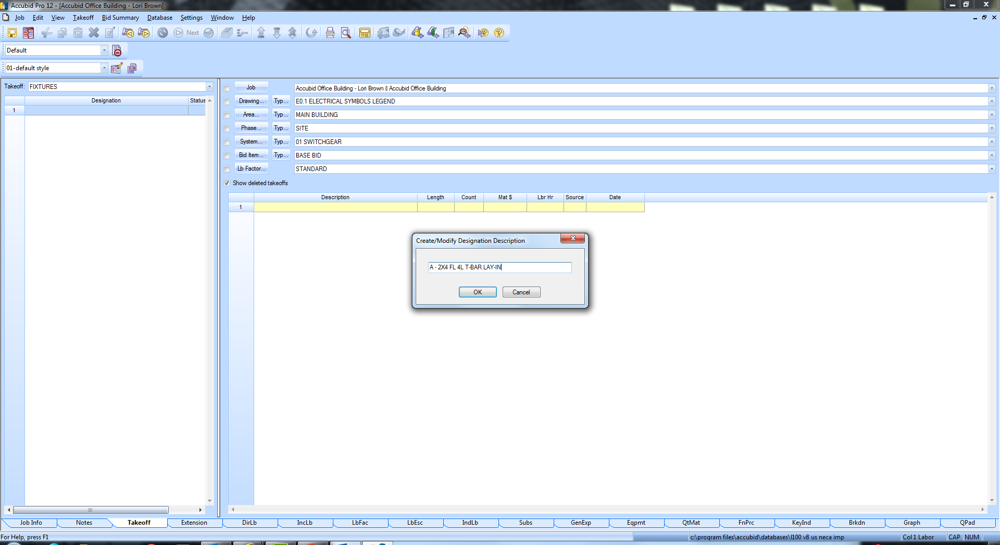 Accubid Pro 12 - [Accubid Office Building - Lori Brown]
Job Edit View Takeoff Bid Summary Database Settings Window Help
Next
Default
01-default style
Takeoff: FIXTURES
Designation Status
1
Job Accubid Office Building - Lori Brown || Accubid Office Building
Drawing... Typ... E0.1 ELECTRICAL SYMBOLS LEGEND
Area... Typ... MAIN BUILDING
Phase... Typ... SITE
System... Typ... 01 SWITCHGEAR
Bid Item... Typ... BASE BID
Lb Factor... STANDARD
Show deleted takeoffs
Description Length Count Mat $ Lbr Hr Source Date
1
Create/Modify Designation Description
A - 2X4 FL 4L T-BAR LAY-IN
OK Cancel
Job Info Notes Takeoff Extension DirLb IncLb LbFac LbEsc IndLb Subs GenExp Eqpmt QtMat FnPrc KeyInd Brkdn Graph QPad
For Help, press F1 c:\program files\accubid\databases\l100 v8 us neca imp Col 1 Labor CAP NUM